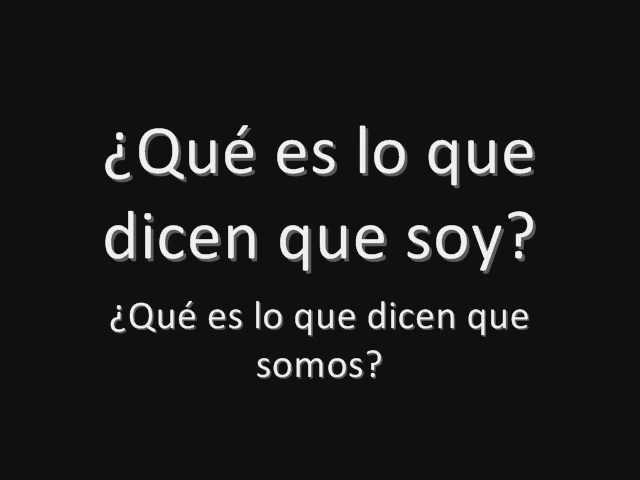 ¿Qué es lo que
dicen que soy?
¿Qué es lo que dicen que
somos?